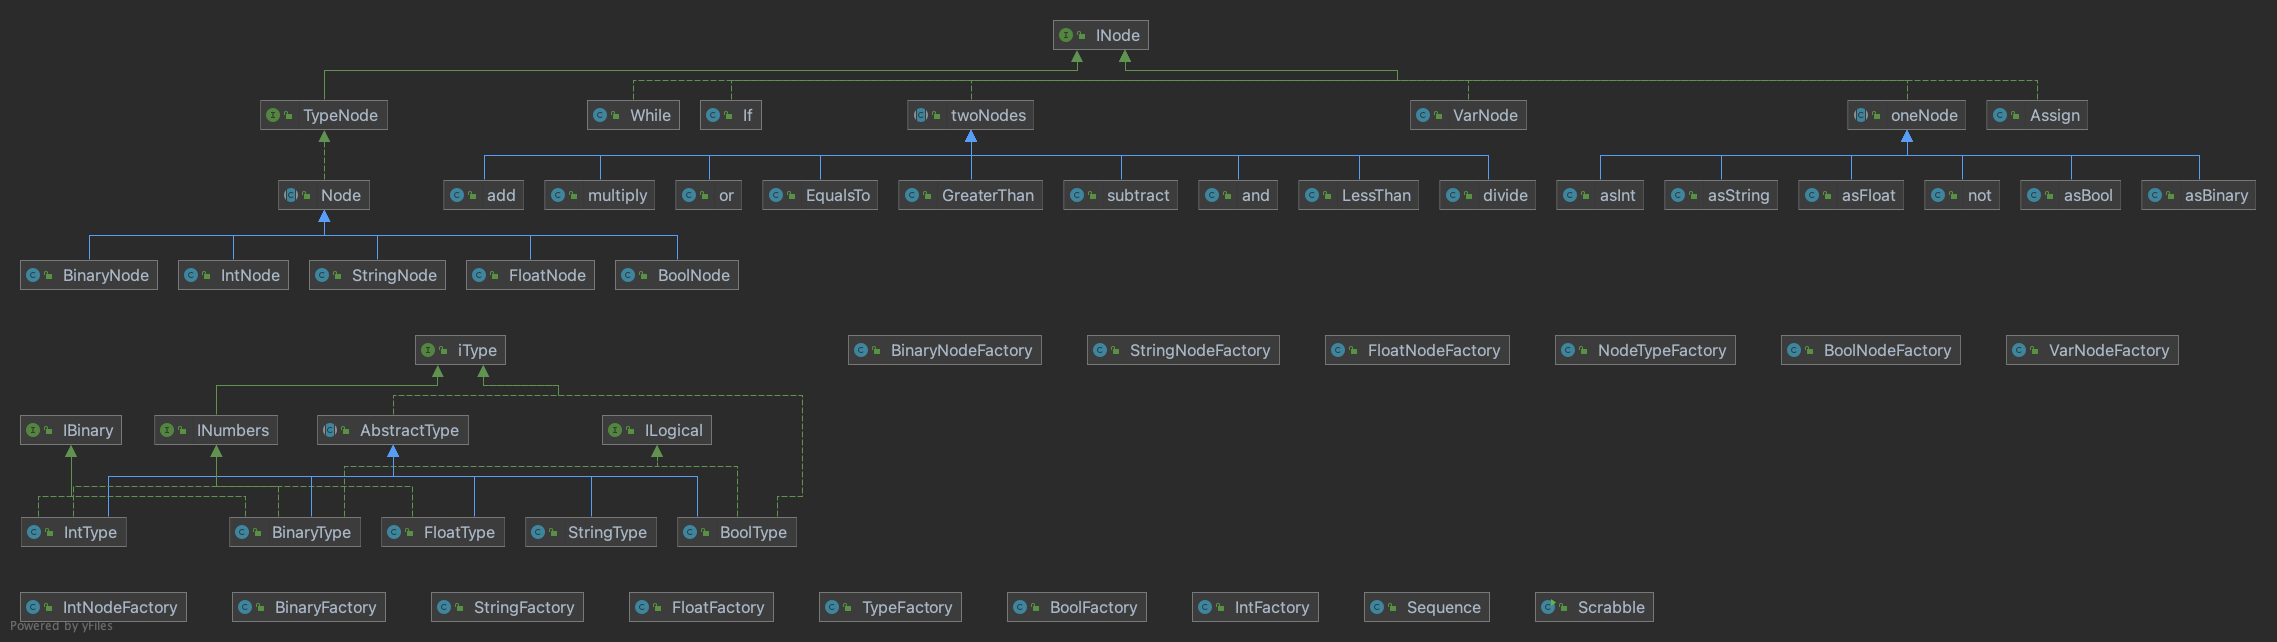 INode
TypeNode While If twoNodes VarNode oneNode Assign
Node add multiply or EqualsTo GreaterThan subtract and LessThan divide asInt asString asFloat not asBool asBinary
BinaryNode IntNode StringNode FloatNode BoolNode
iType BinaryNodeFactory StringNodeFactory FloatNodeFactory NodeTypeFactory BoolNodeFactory VarNodeFactory
IBinary INumbers AbstractType ILogical
IntType BinaryType FloatType StringType BoolType
IntNodeFactory BinaryFactory StringFactory FloatFactory TypeFactory BoolFactory IntFactory Sequence Scrabble
Powered by yFiles